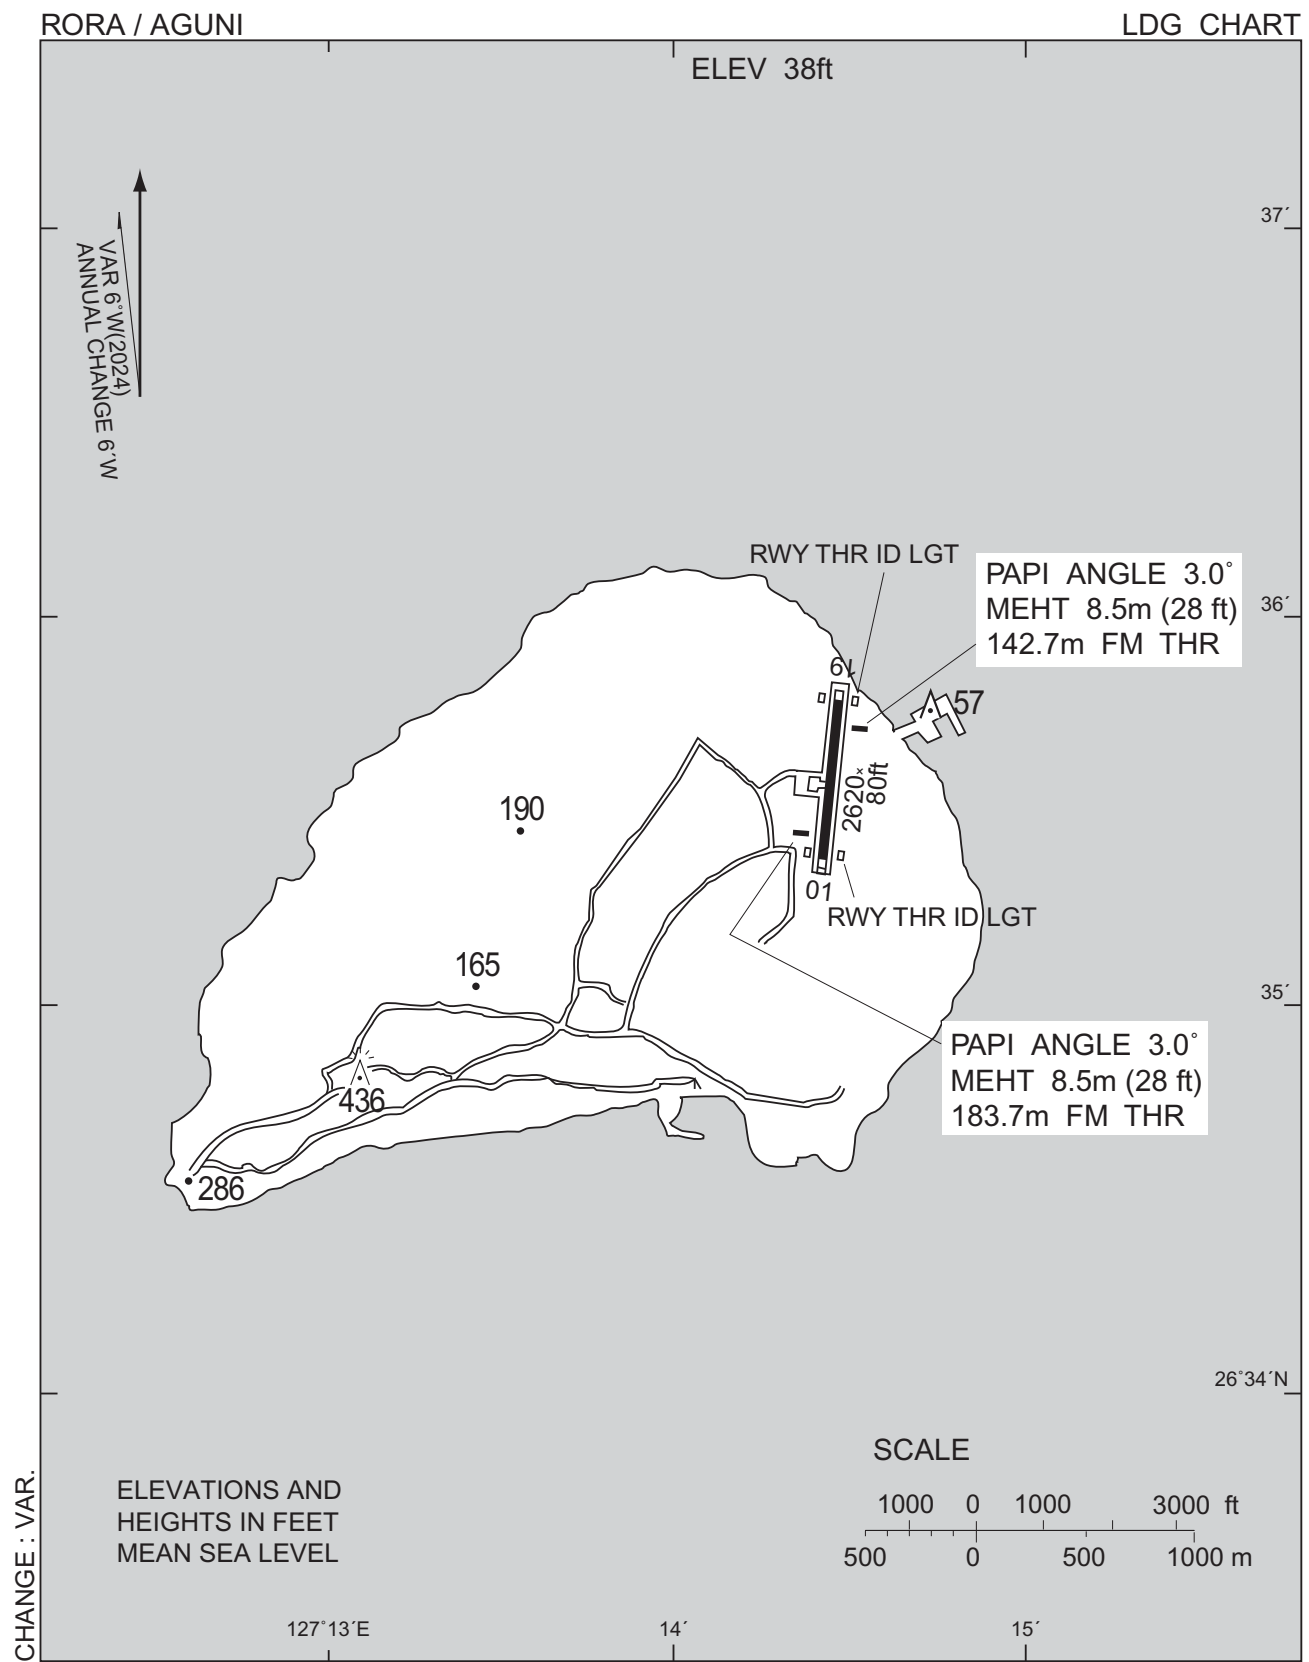 RORA / AGUNI
LDG CHART
ELEV 38ft
37´
VAR 6˚W(2024)
ANNUAL CHANGE 6´W
RWY THR ID LGT
PAPI ANGLE 3.0˚
MEHT 8.5m (28 ft)
142.7m FM THR
36´
19
57
2620×
80ft
190
01
RWY THR ID LGT
165
35´
PAPI ANGLE 3.0˚
MEHT 8.5m (28 ft)
183.7m FM THR
436
286
26˚34´N
SCALE
1000 0 1000 3000 ft
500 0 500 1000 m
ELEVATIONS AND
HEIGHTS IN FEET
MEAN SEA LEVEL
CHANGE : VAR.
127˚13´E
14´
15´